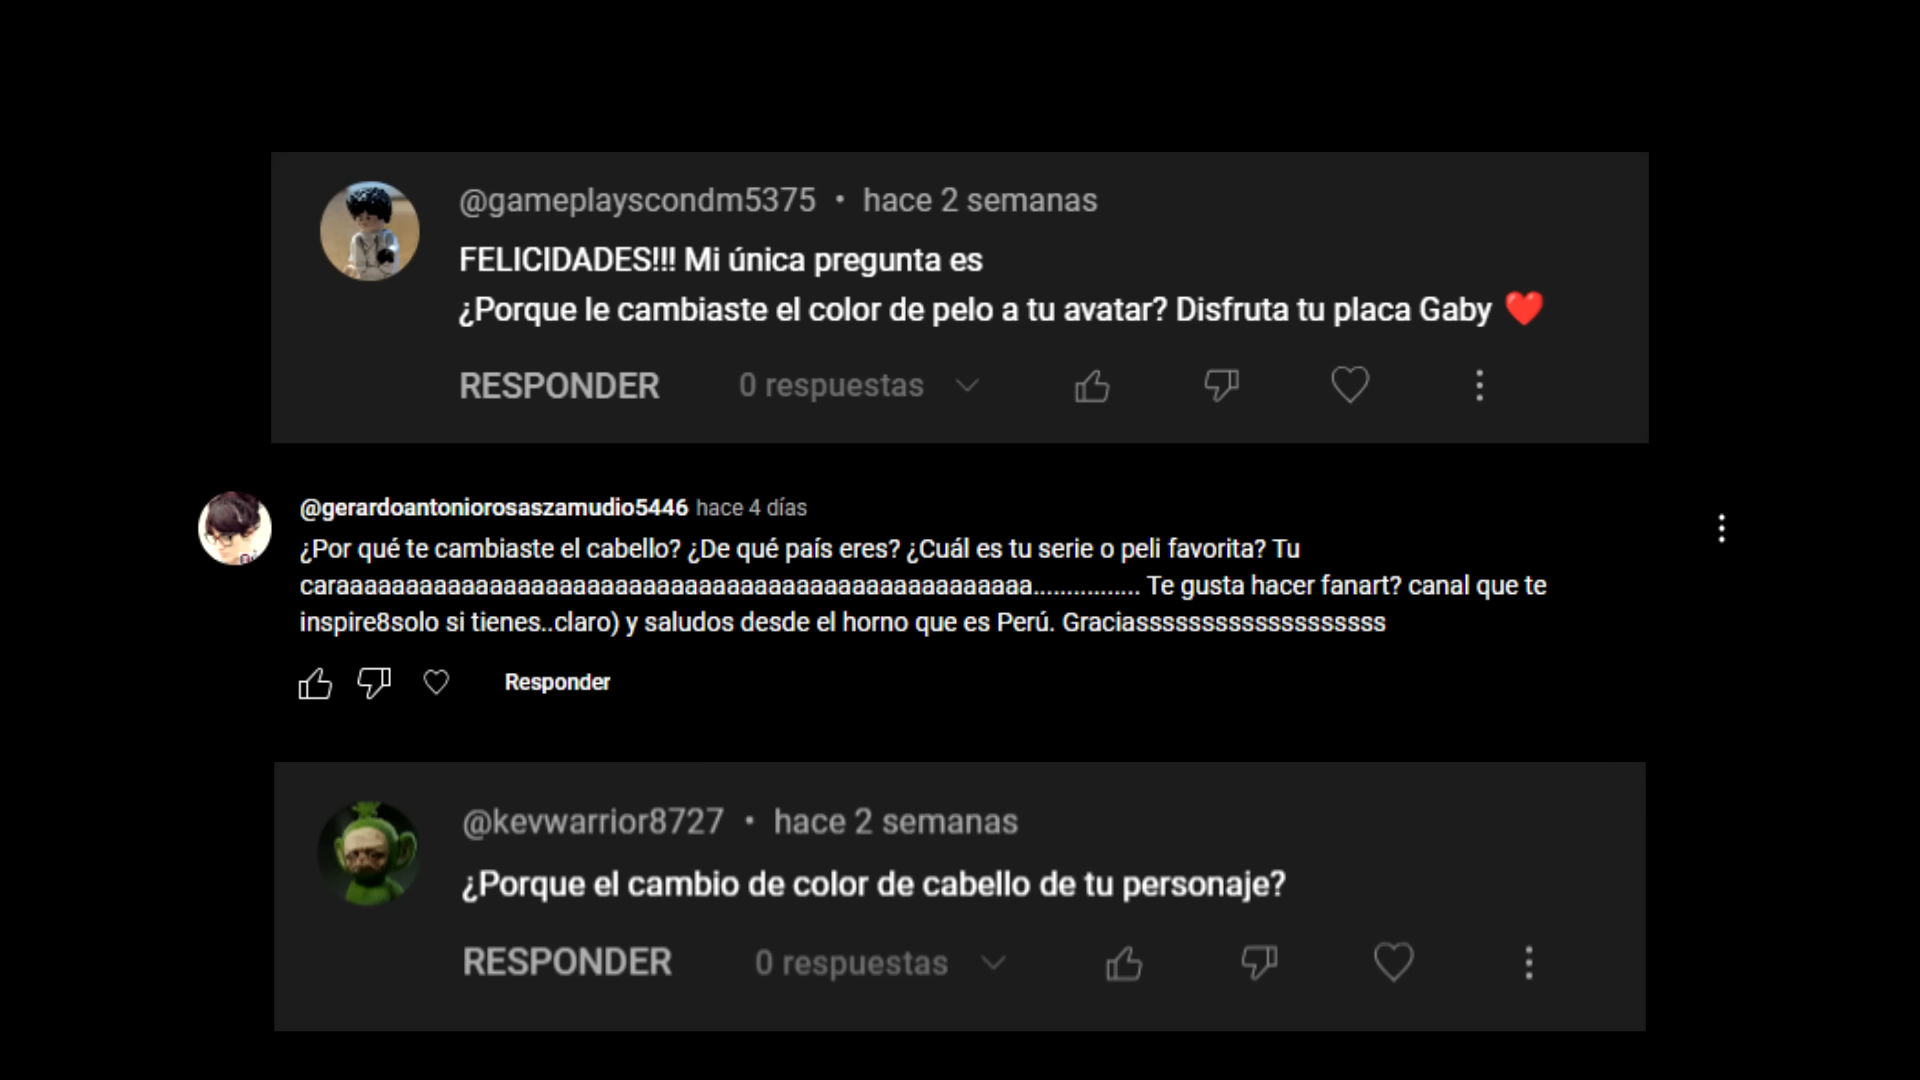 @gameplayscondm5375 • hace 2 semanas
FELICIDADES!!! Mi única pregunta es
¿Porque le cambiaste el color de pelo a tu avatar? Disfruta tu placa Gaby ❤️
RESPONDER 0 respuestas
@gerardoantoniorosaszamudio5446 hace 4 días
¿Por qué te cambiaste el cabello? ¿De qué país eres? ¿Cuál es tu serie o peli favorita? Tu
caraaaaaaaaaaaaaaaaaaaaaaaaaaaaaaaaaaaaaaaaaaaaaaaaaaa............... Te gusta hacer fanart? canal que te
inspire8solo si tienes..claro) y saludos desde el horno que es Perú. Graciasssssssssssssssssss
Responder
@kevwarrior8727 • hace 2 semanas
¿Porque el cambio de color de cabello de tu personaje?
RESPONDER 0 respuestas